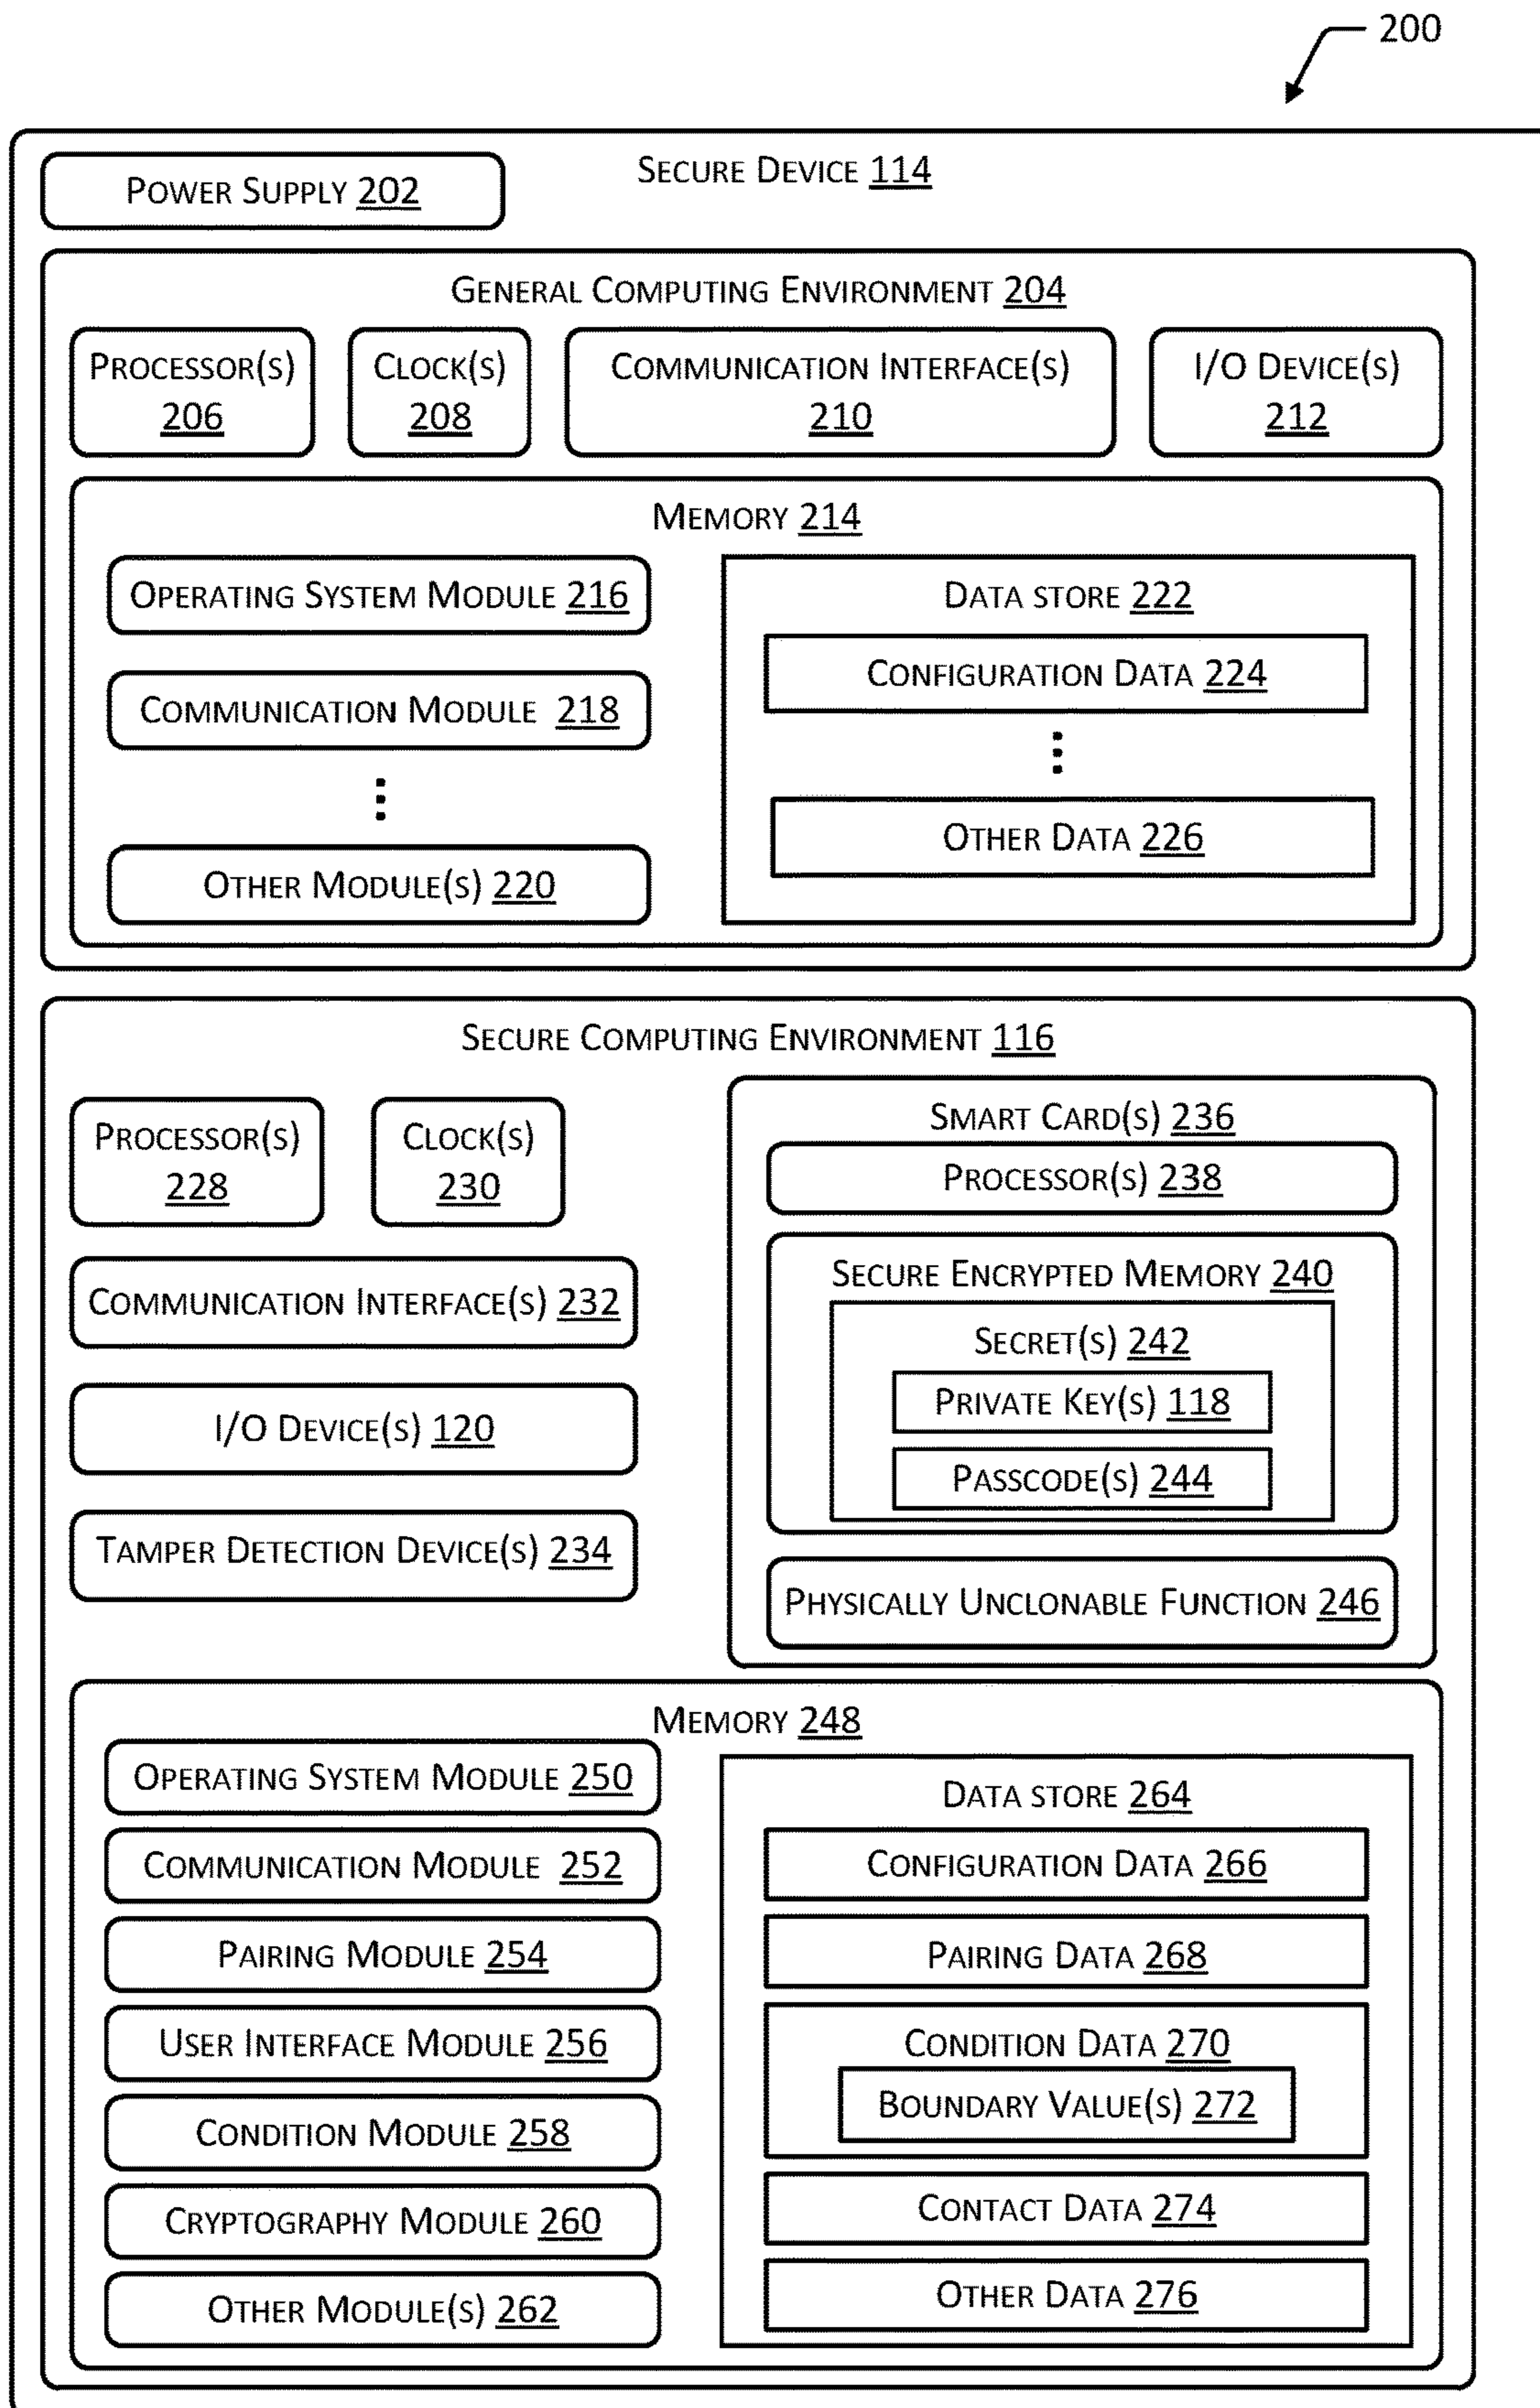 200
SECURE DEVICE 114
POWER SUPPLY 202
GENERAL COMPUTING ENVIRONMENT 204
PROCESSOR(S)
206
CLOCK(S)
208
COMMUNICATION INTERFACE(S)
210
I/O DEVICE(S)
212
MEMORY 214
OPERATING SYSTEM MODULE 216
COMMUNICATION MODULE 218
OTHER MODULE(S) 220
DATA STORE 222
CONFIGURATION DATA 224
OTHER DATA 226
SECURE COMPUTING ENVIRONMENT 116
PROCESSOR(S)
228
CLOCK(S)
230
COMMUNICATION INTERFACE(S) 232
I/O DEVICE(S) 120
TAMPER DETECTION DEVICE(S) 234
SMART CARD(S) 236
PROCESSOR(S) 238
SECURE ENCRYPTED MEMORY 240
SECRET(S) 242
PRIVATE KEY(S) 118
PASSCODE(S) 244
PHYSICALLY UNCLONABLE FUNCTION 246
MEMORY 248
OPERATING SYSTEM MODULE 250
COMMUNICATION MODULE 252
PAIRING MODULE 254
USER INTERFACE MODULE 256
CONDITION MODULE 258
CRYPTOGRAPHY MODULE 260
OTHER MODULE(S) 262
DATA STORE 264
CONFIGURATION DATA 266
PAIRING DATA 268
CONDITION DATA 270
BOUNDARY VALUE(S) 272
CONTACT DATA 274
OTHER DATA 276